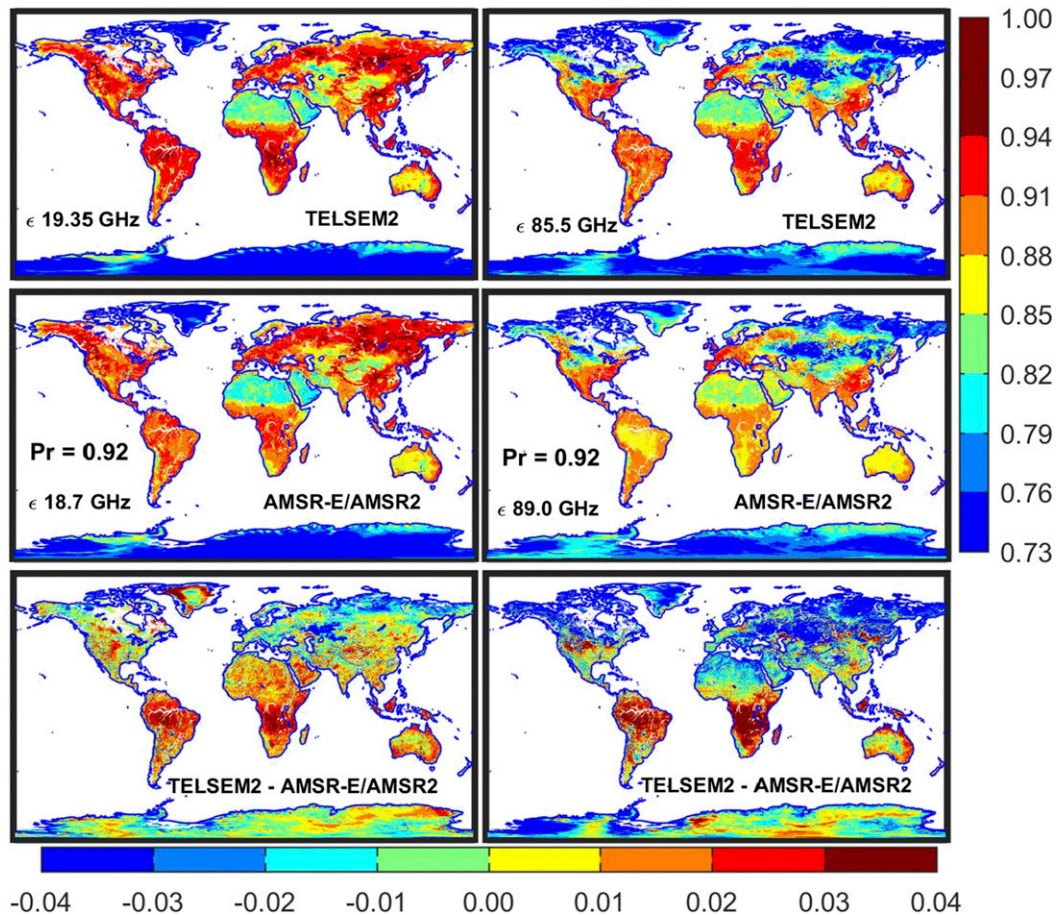 ϵ 19.35 GHz
TELSEM2
ϵ 85.5 GHz
TELSEM2
1.00
0.97
0.94
0.91
0.88
0.85
0.82
0.79
0.76
0.73
Pr = 0.92
ϵ 18.7 GHz
AMSR-E/AMSR2
Pr = 0.92
ϵ 89.0 GHz
AMSR-E/AMSR2
TELSEM2 - AMSR-E/AMSR2
TELSEM2 - AMSR-E/AMSR2
-0.04 -0.03 -0.02 -0.01 0.00 0.01 0.02 0.03 0.04